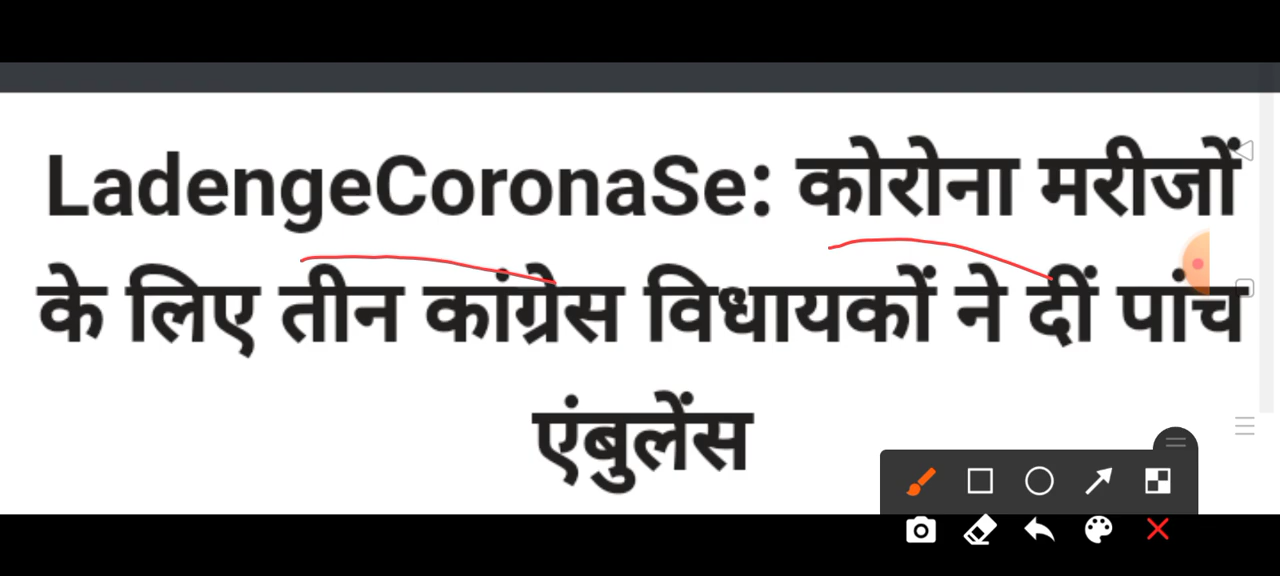 LadengeCoronaSe: कोरोना मरीजों
के लिए तीन कांग्रेस विधायकों ने दीं पांच
एंबुलेंस